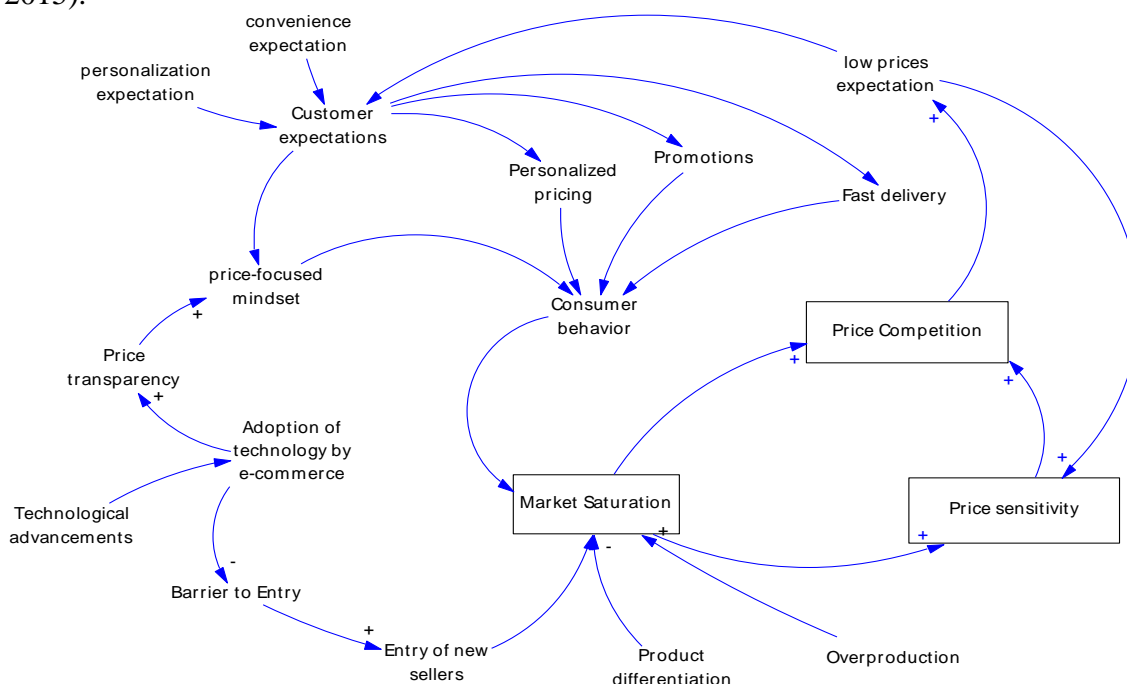 2015).
convenience
expectation
personalization
expectation
low prices
expectation
+
Customer
expectations
Promotions
Personalized
pricing
Fast delivery
price-focused
mindset
+
Consumer
behavior
Price Competition
+
+
Price
transparency
+
Adoption of
technology by
e-commerce
+
Market Saturation
+
-
Price sensitivity
+
Technological
advancements
-
Barrier to Entry
+
Entry of new
sellers
Product
differentiation
Overproduction